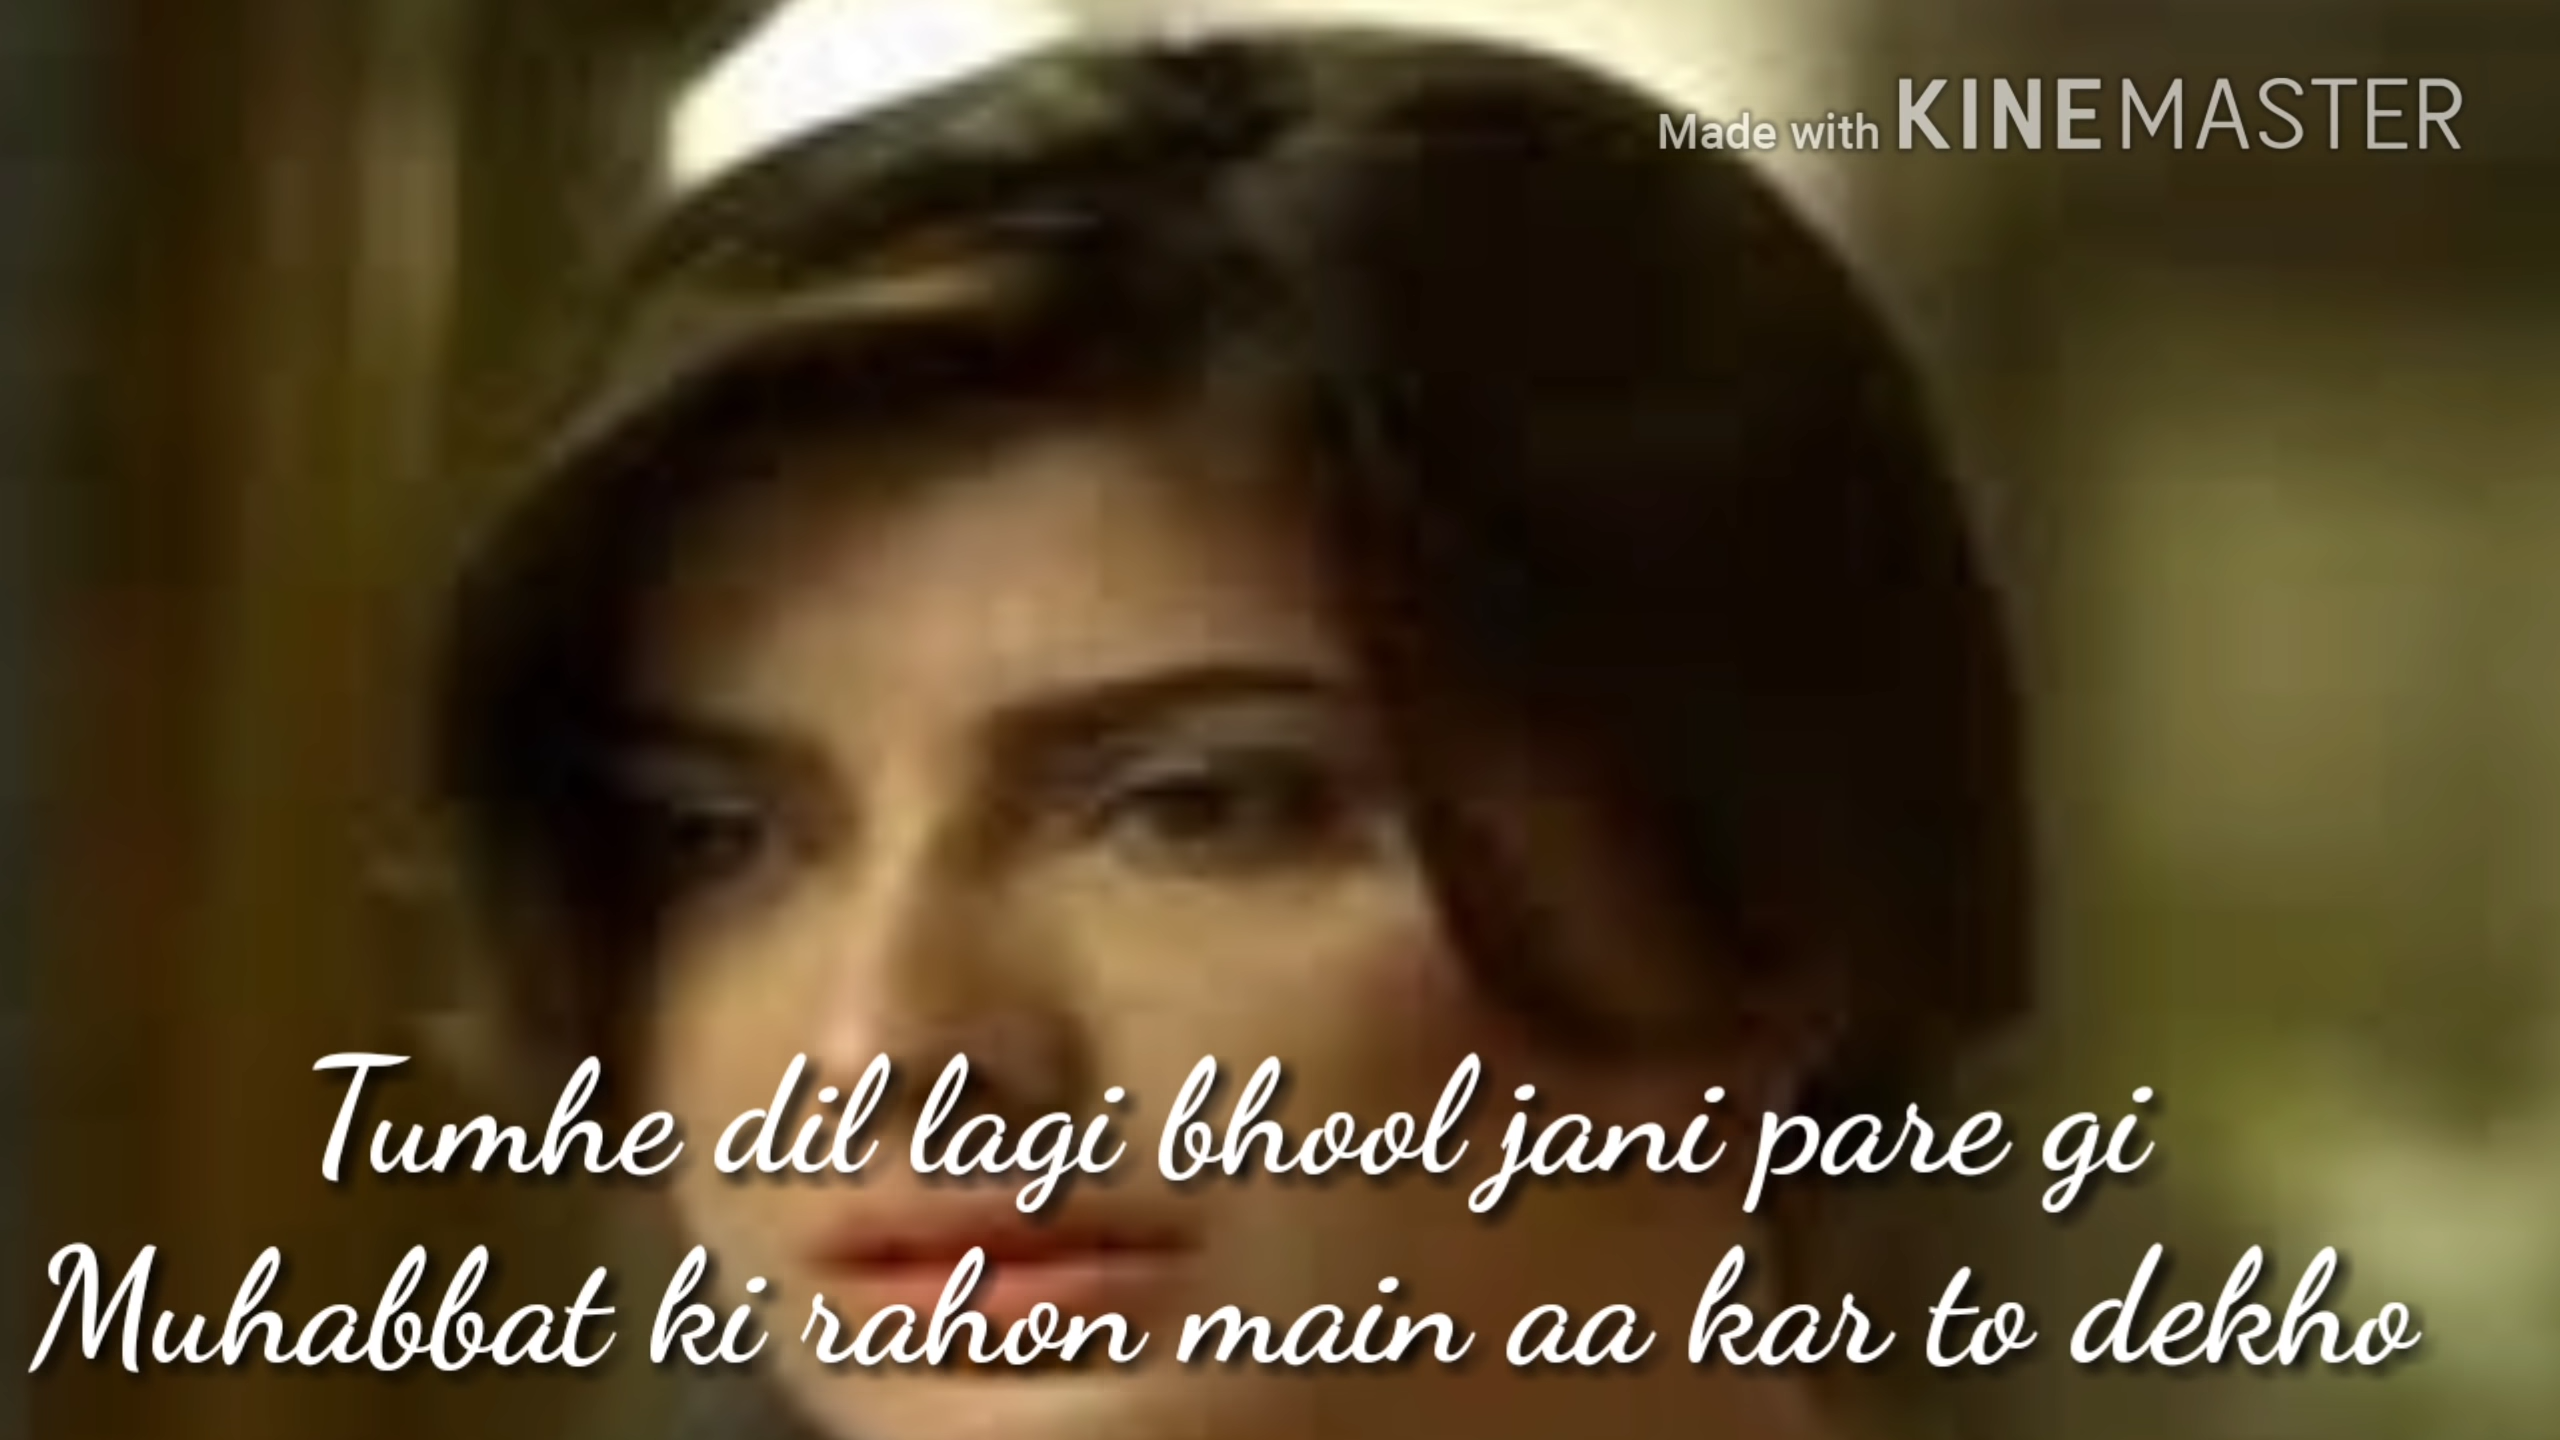 Made with KINEMASTER
Tumhe dil lagi bhool jani pare gi
Muhabbat ki rahon main aa kar to dekho